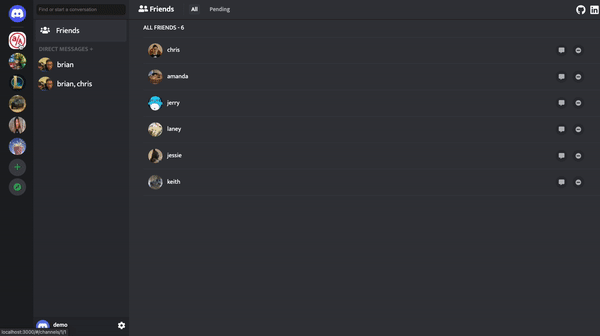 Find or start a conversation
Friends
DIRECT MESSAGES +
brian
brian, chris
demo
localhost:3000/#/channels/1/1
Friends
All
Pending
ALL FRIENDS - 6
chris
amanda
jerry
laney
jessie
keith